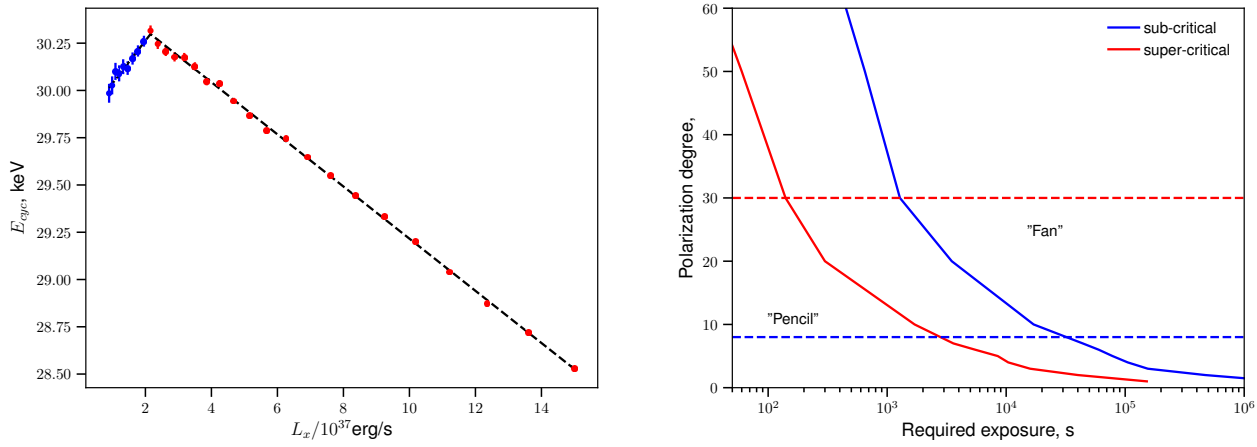 30.25
30.00
29.75
29.50
29.25
29.00
28.75
28.50
E_{cyc}, keV
2 4 6 8 10 12 14
L_x/10^{37}erg/s
60
50
40
30
20
10
0
Polarization degree,
sub-critical
super-critical
"Fan"
"Pencil"
10^2 10^3 10^4 10^5 10^6
Required exposure, s